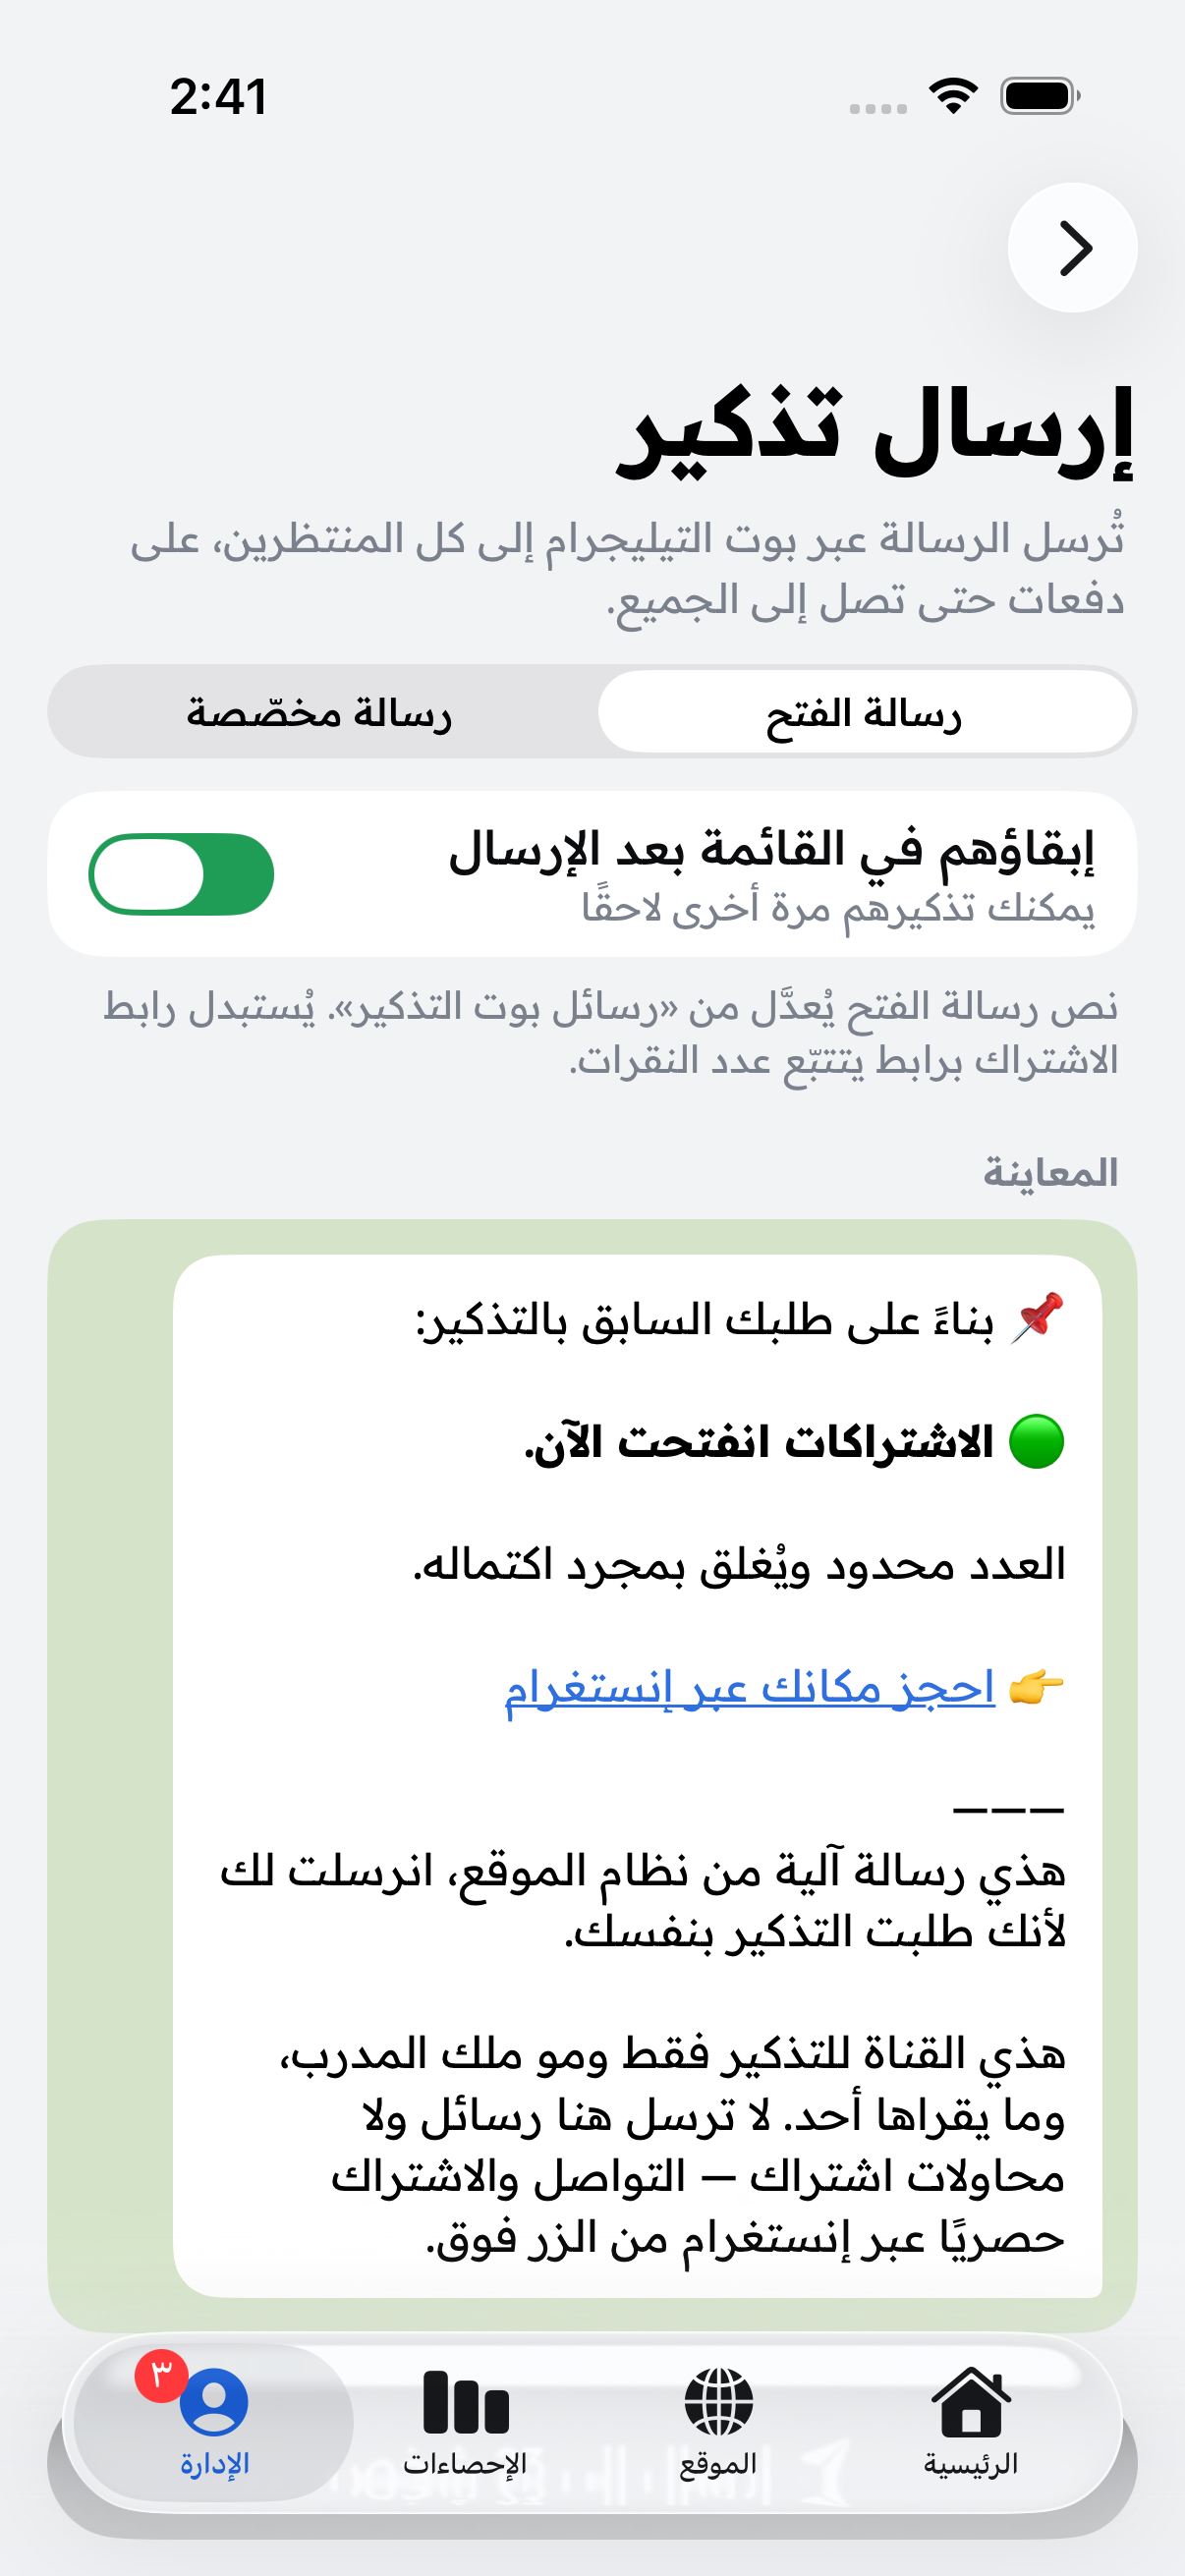 2:41
إرسال تذكير
تُرسل الرسالة عبر بوت التيليجرام إلى كل المنتظرين، على
دفعات حتى تصل إلى الجميع.
رسالة الفتح
رسالة مخصّصة
إبقاؤهم في القائمة بعد الإرسال
يمكنك تذكيرهم مرة أخرى لاحقًا
نص رسالة الفتح يُعدَّل من «رسائل بوت التذكير». يُستبدل رابط
الاشتراك برابط يتتبّع عدد النقرات.
المعاينة
📌 بناءً على طلبك السابق بالتذكير:
🟢 الاشتراكات انفتحت الآن.
العدد محدود ويُغلق بمجرد اكتماله.
👉 احجز مكانك عبر إنستغرام
———
هذي رسالة آلية من نظام الموقع، انرسلت لك
لأنك طلبت التذكير بنفسك.
هذي القناة للتذكير فقط ومو ملك المدرب،
وما يقراها أحد. لا ترسل هنا رسائل ولا
محاولات اشتراك — التواصل والاشتراك
حصريًا عبر إنستغرام من الزر فوق.
الرئيسية
الموقع
الإحصاءات
٣
الإدارة